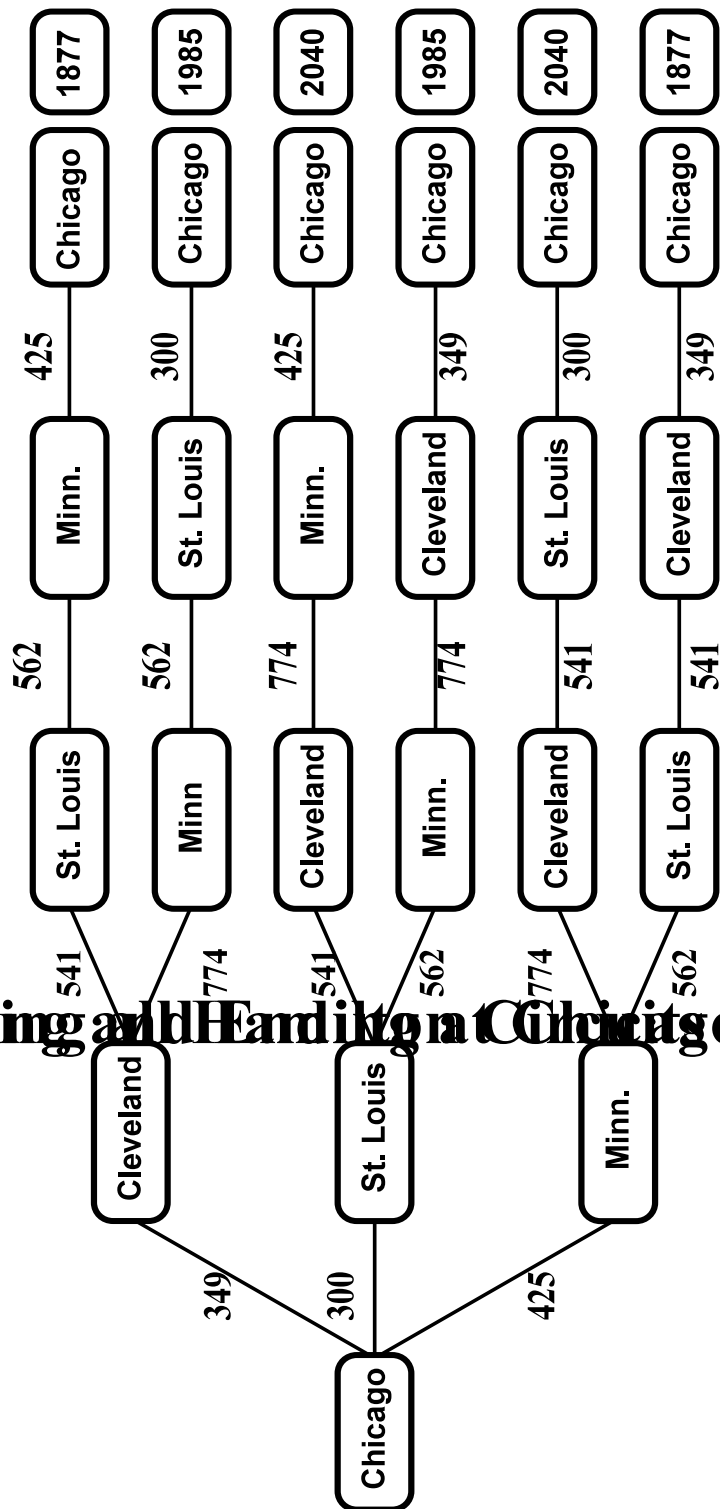 1877 1985 2040 1985 2040 1877
Chicago Chicago Chicago Chicago Chicago Chicago
425 300 425 349 300 349
Minn. St. Louis Minn. Cleveland St. Louis Cleveland
562 562 774 774 541 541
St. Louis Minn Cleveland Minn. Cleveland St. Louis
541 774 541 562 774 562
Cleveland St. Louis Minn.
349 300 425
Chicago